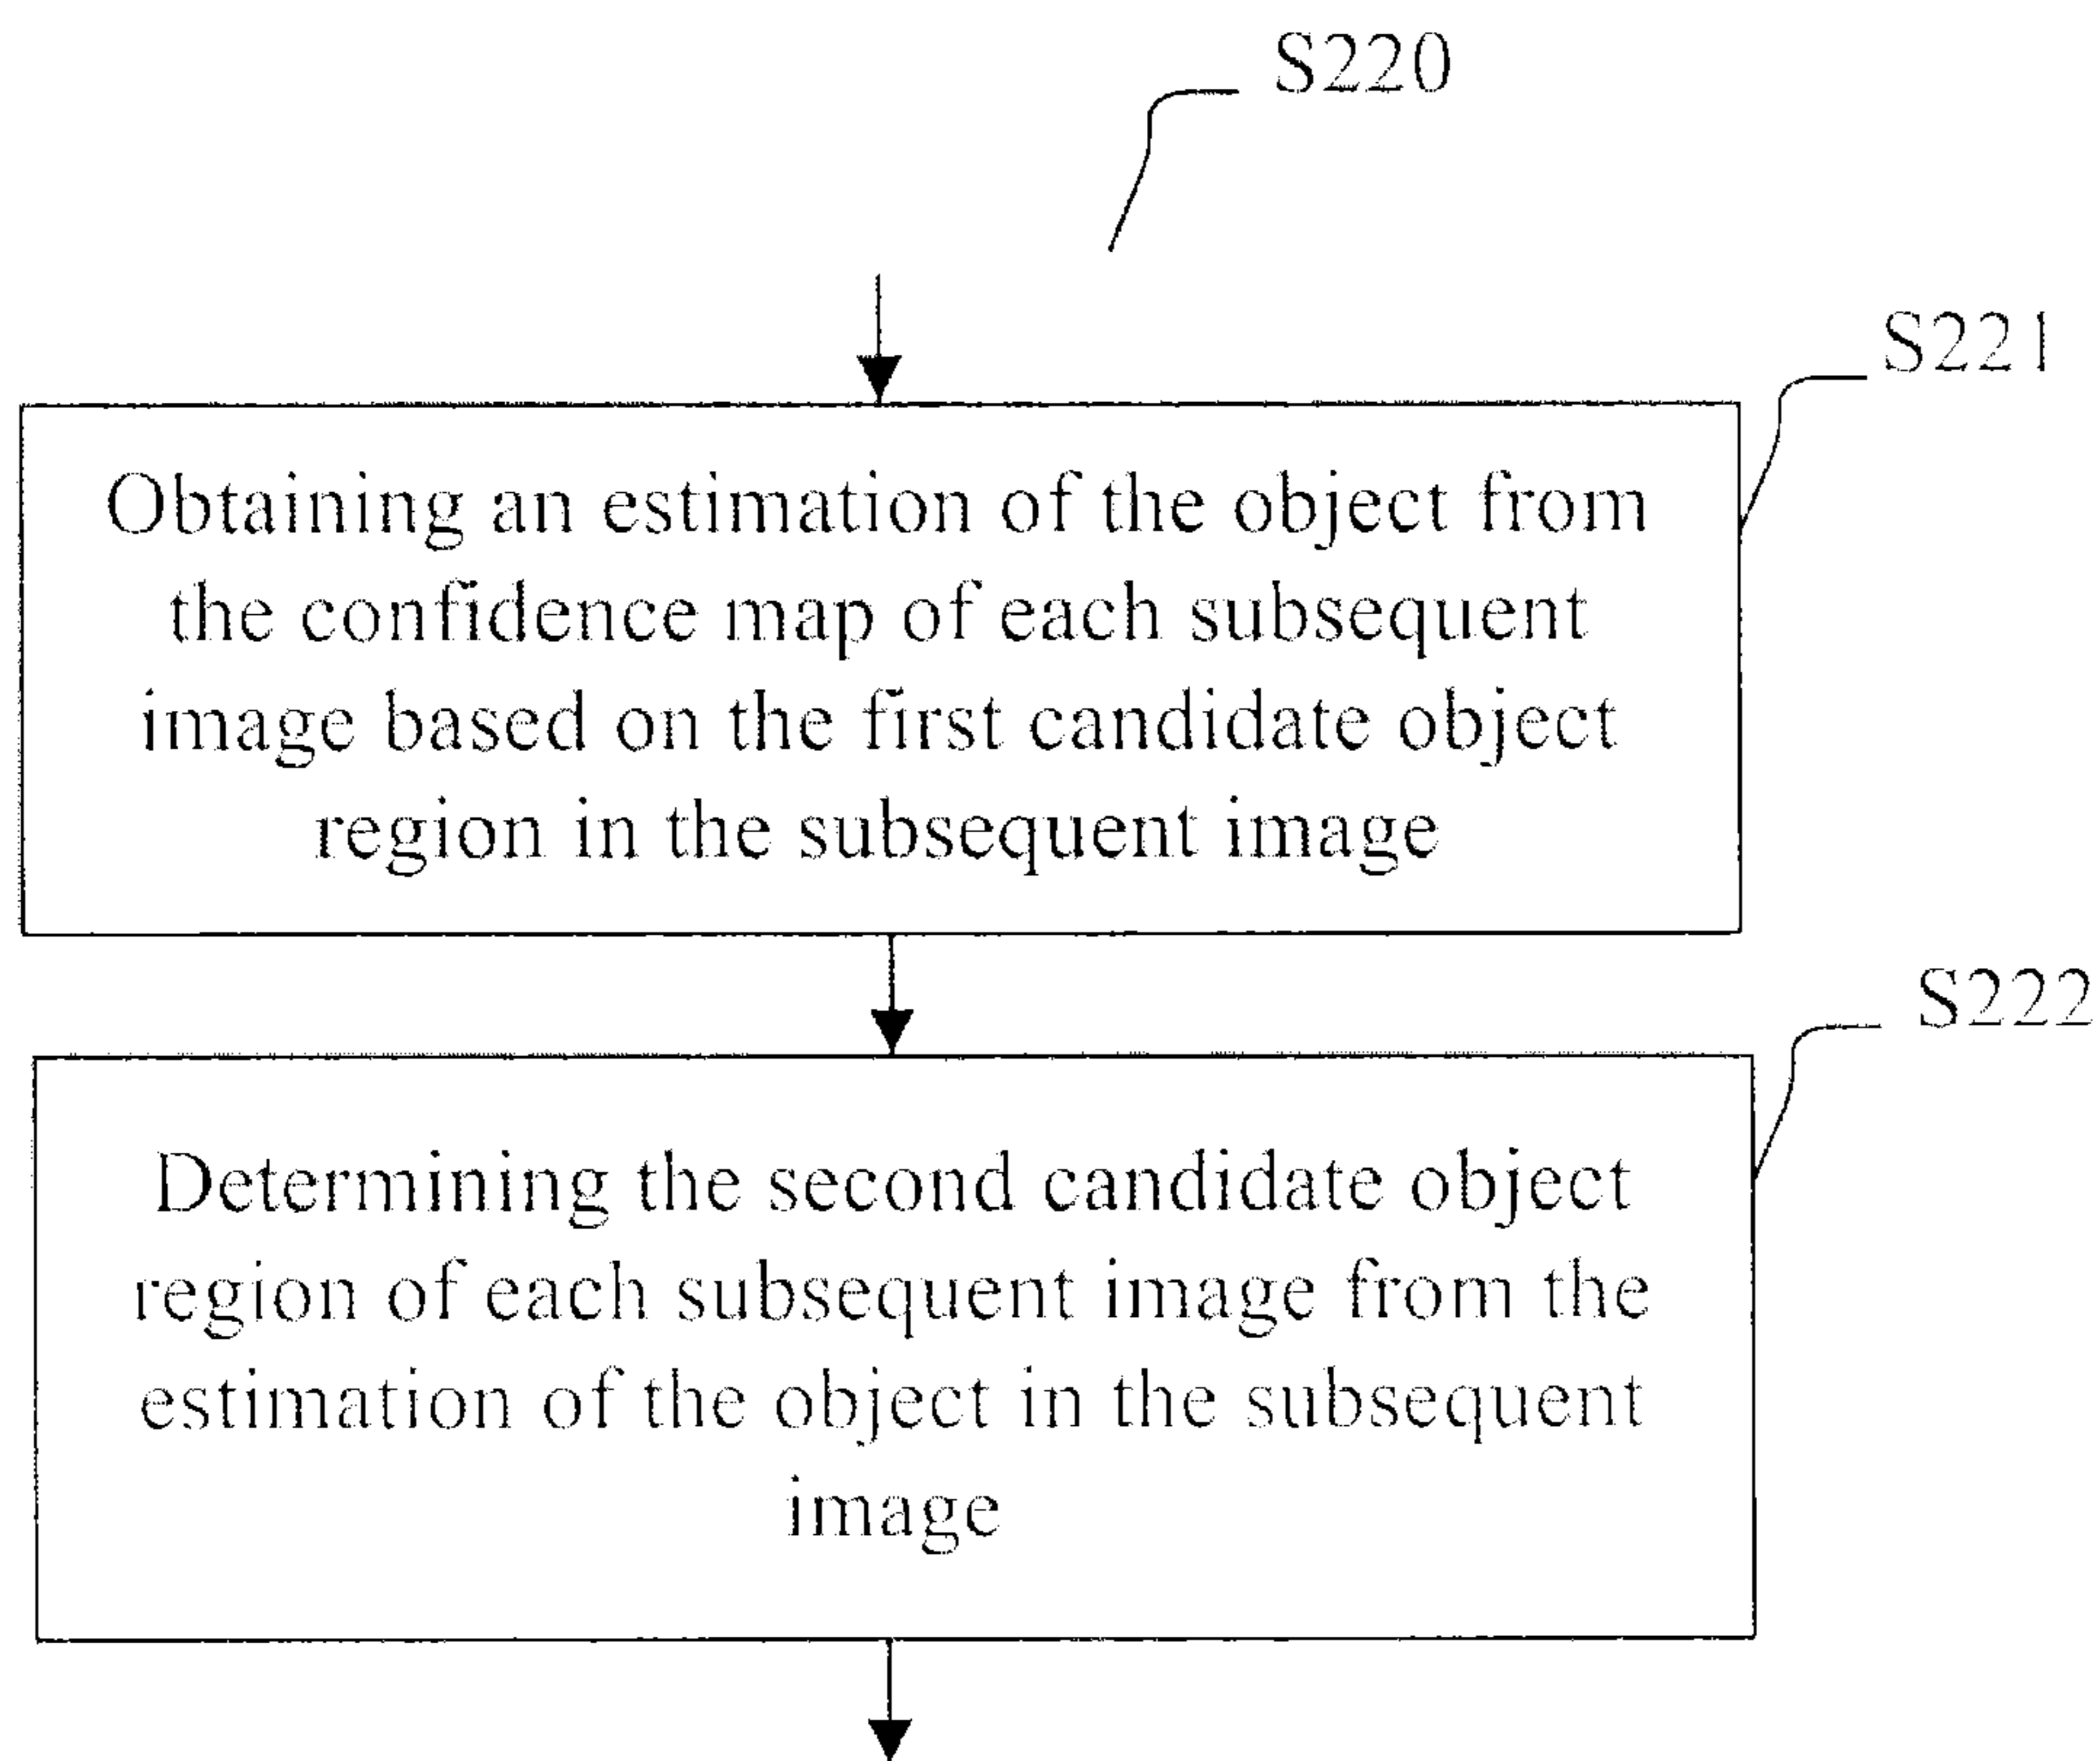 S220
S221
Obtaining an estimation of the object from
the confidence map of each subsequent
image based on the first candidate object
region in the subsequent image
S222
Determining the second candidate object
region of each subsequent image from the
estimation of the object in the subsequent
image